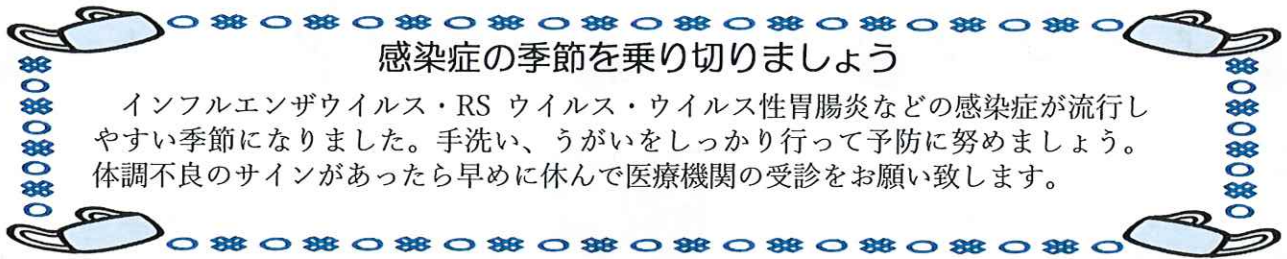 感染症の季節を乗り切りましょう
インフルエンザウイルス・RS ウイルス・ウイルス性胃腸炎などの感染症が流行し
やすい季節になりました。手洗い、うがいをしっかり行って予防に努めましょう。
体調不良のサインがあったら早めに休んで医療機関の受診をお願い致します。